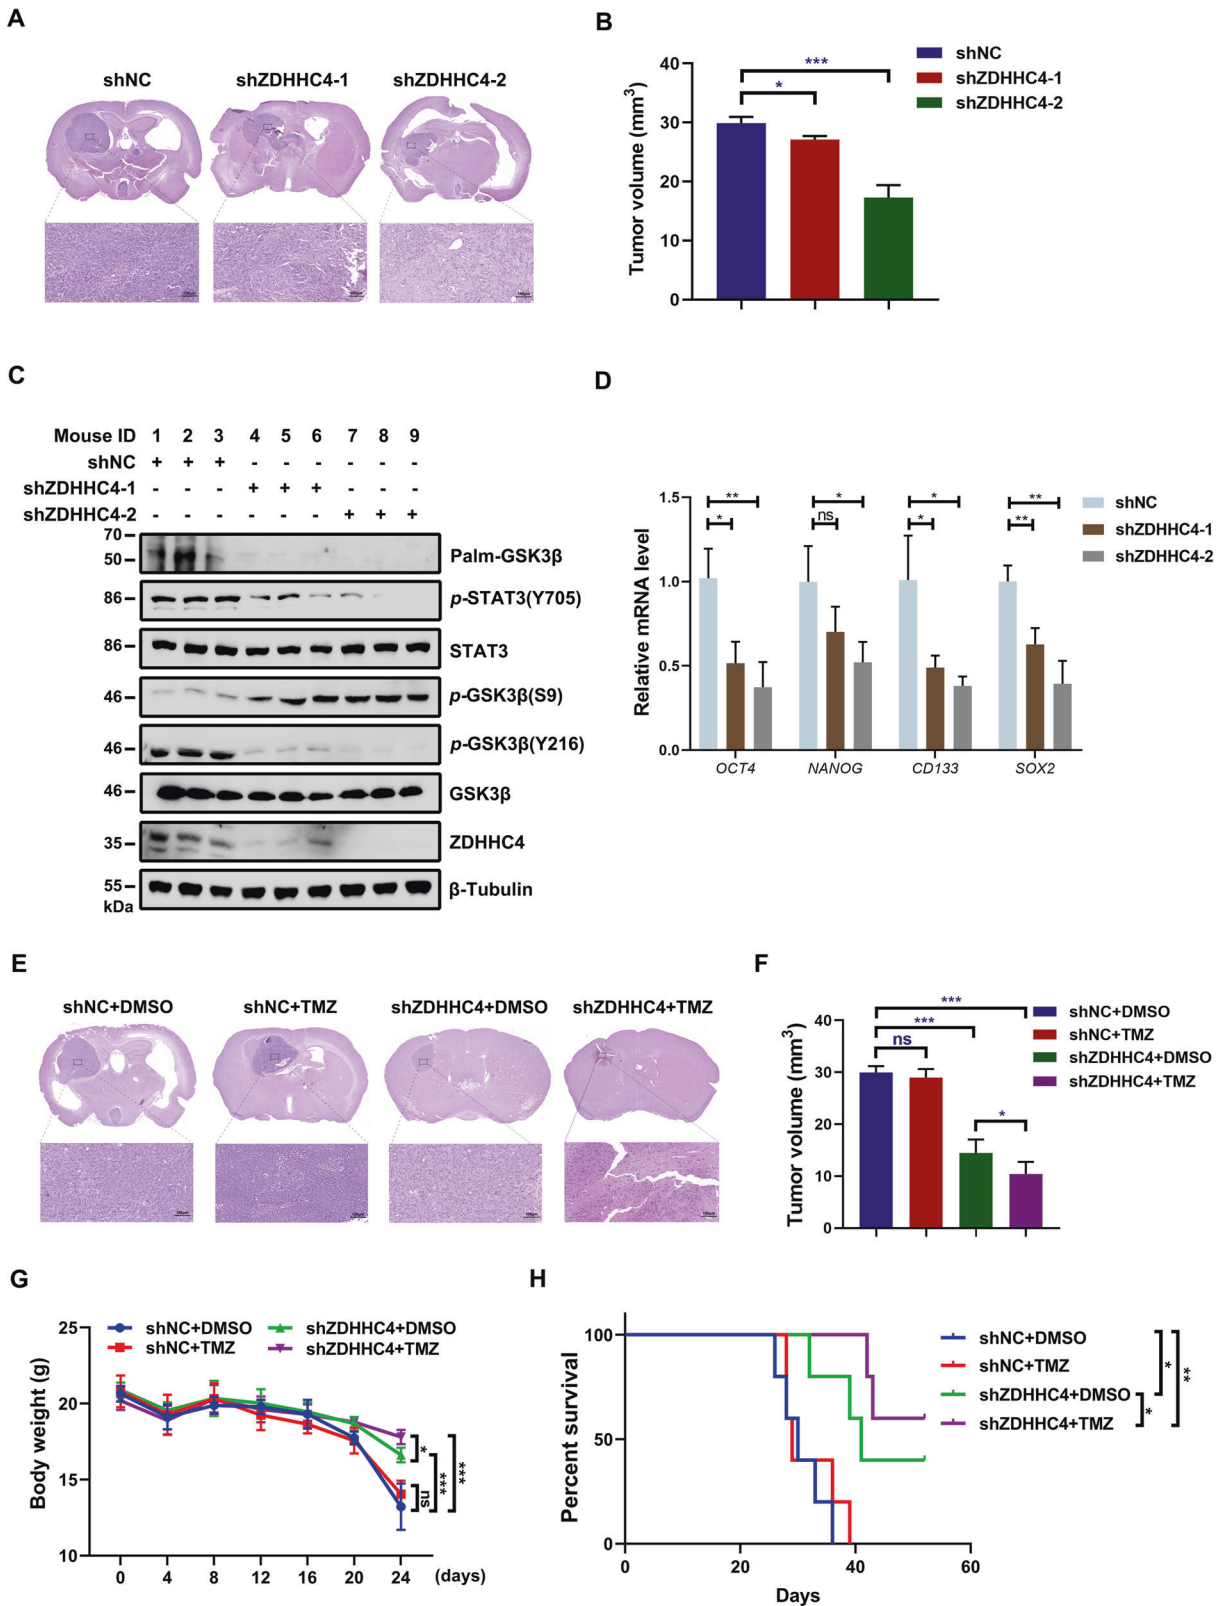 A
shNC shZDHHC4-1 shZDHHC4-2
100μm 100μm 100μm
B
Tumor volume (mm3)
40
30
20
10
0
***
*
shNC
shZDHHC4-1
shZDHHC4-2
C
Mouse ID 1 2 3 4 5 6 7 8 9
shNC + + + - - - - - -
shZDHHC4-1 - - - + + + - - -
shZDHHC4-2 - - - - - - + + +
70
50 Palm-GSK3β
86 p-STAT3(Y705)
86 STAT3
46 p-GSK3β(S9)
46 p-GSK3β(Y216)
46 GSK3β
35 ZDHHC4
55 β-Tubulin
kDa
D
Relative mRNA level
1.5
1.0
0.5
0.0
** * * **
* ns * **
OCT4 NANOG CD133 SOX2
shNC
shZDHHC4-1
shZDHHC4-2
E
shNC+DMSO shNC+TMZ shZDHHC4+DMSO shZDHHC4+TMZ
100μm 100μm 100μm 100μm
F
Tumor volume (mm3)
40
30
20
10
0
***
***
ns
*
shNC+DMSO
shNC+TMZ
shZDHHC4+DMSO
shZDHHC4+TMZ
G
shNC+DMSO shZDHHC4+DMSO
shNC+TMZ shZDHHC4+TMZ
Body weight (g)
25
20
15
10
* *** ***
ns
0 4 8 12 16 20 24 (days)
H
Percent survival
100
50
0
0 20 40 60
Days
shNC+DMSO
shNC+TMZ
shZDHHC4+DMSO
shZDHHC4+TMZ
* * **